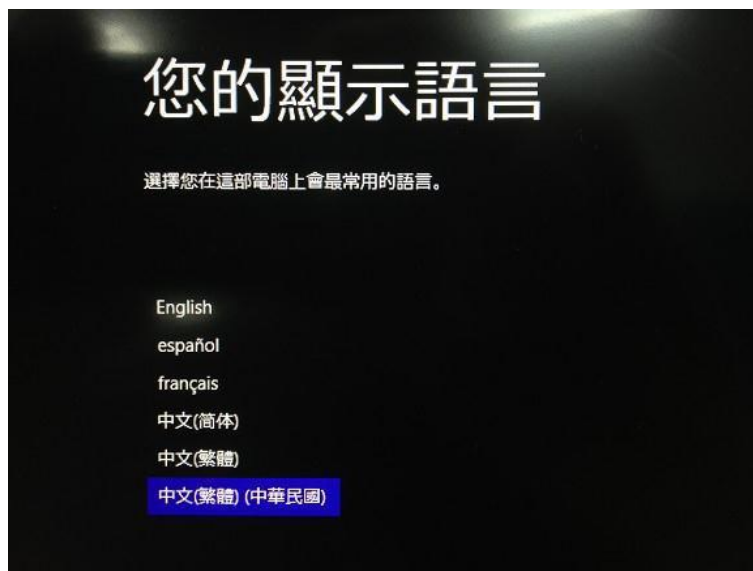 您的顯示語言
選擇您在這部電腦上會最常用的語言。
English
español
français
中文(简体)
中文(繁體)
中文(繁體) (中華民國)